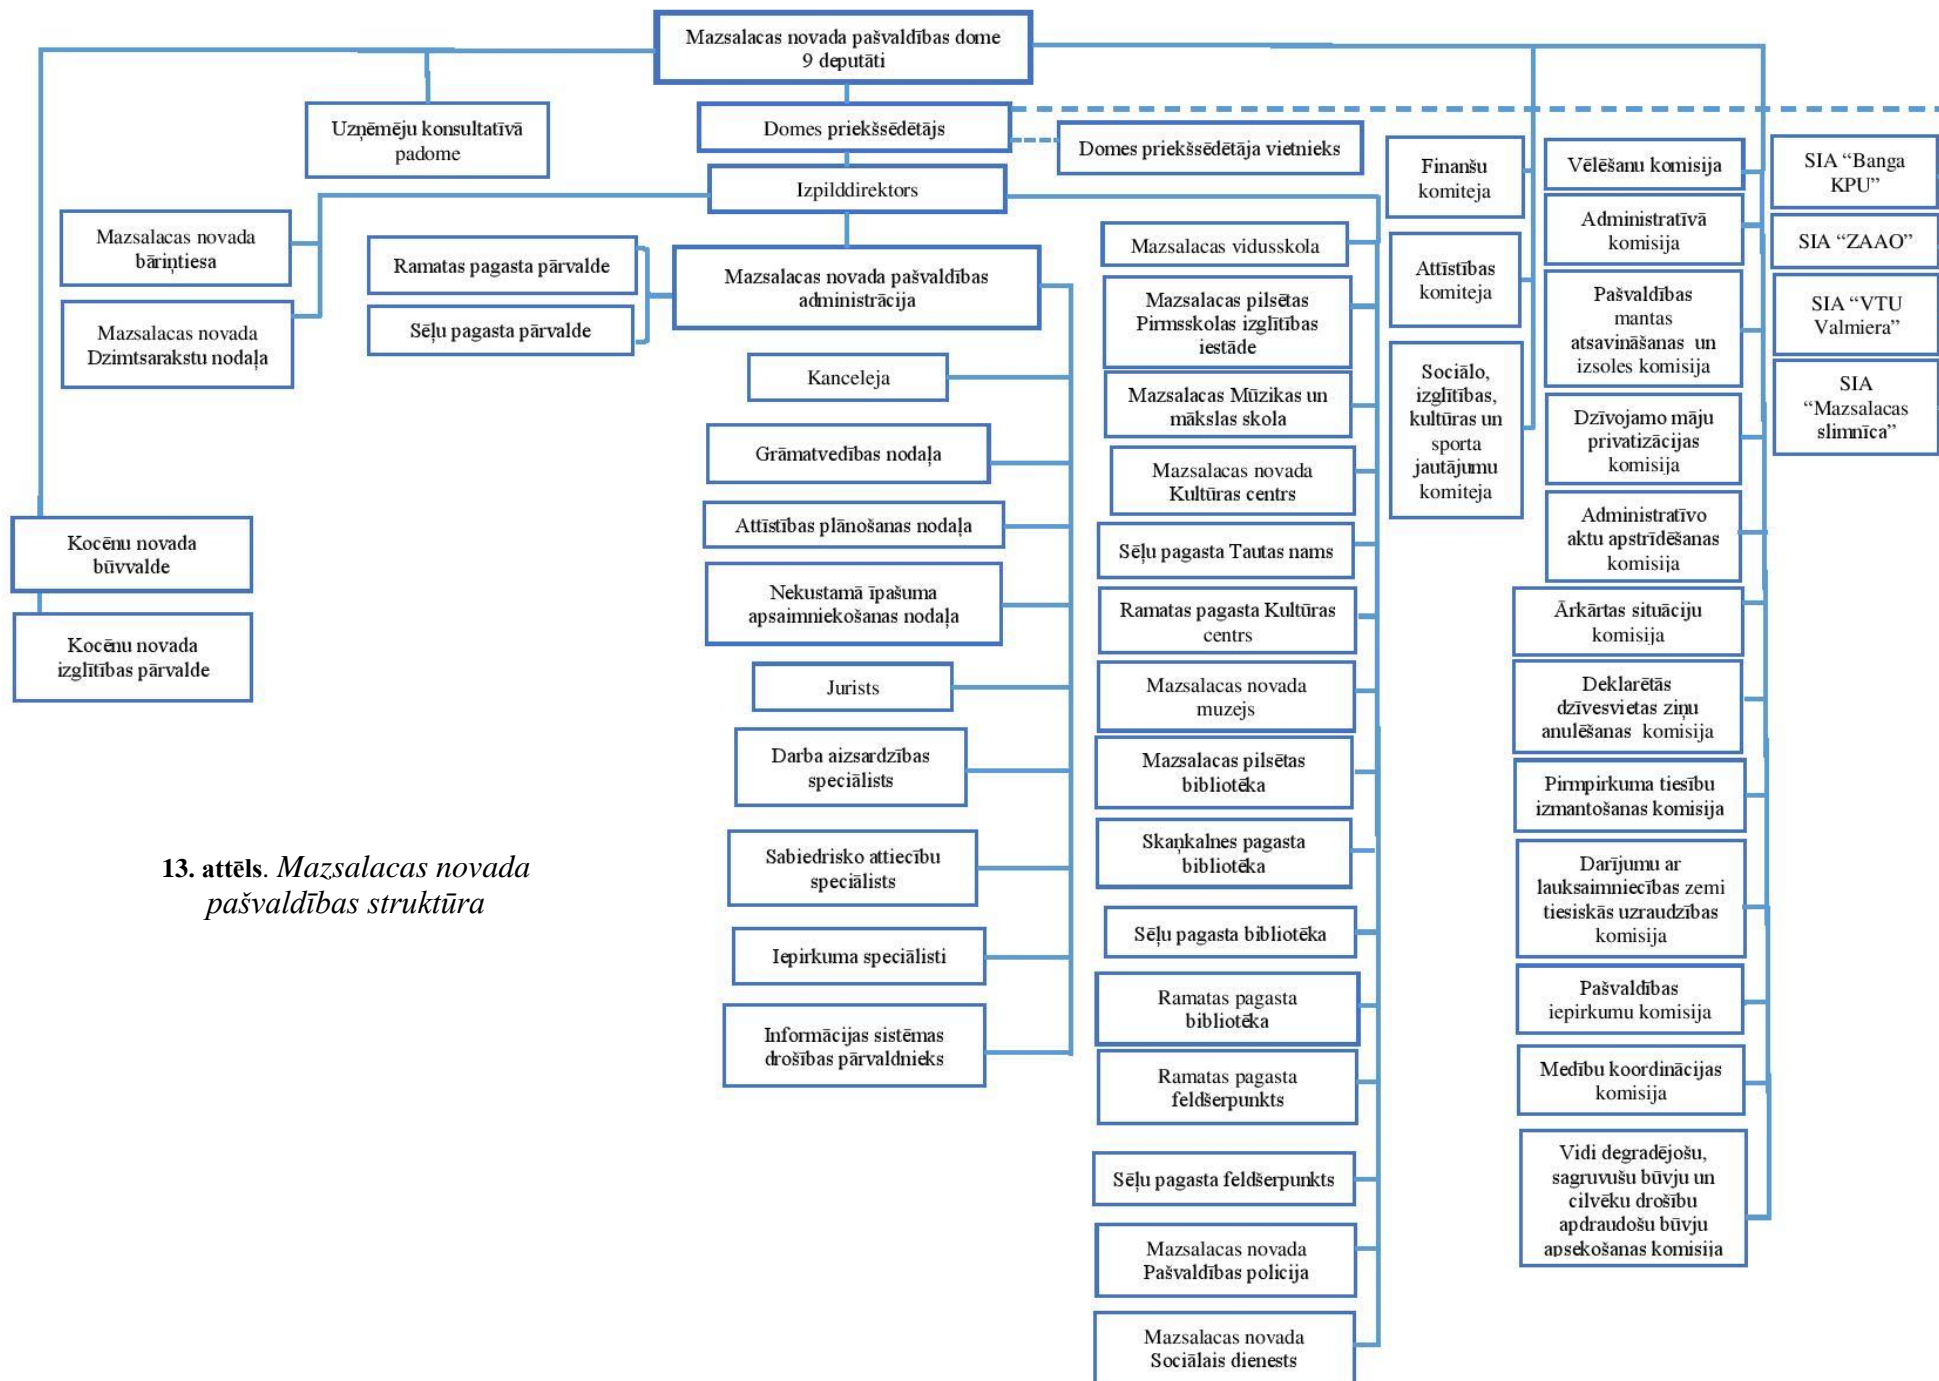 Mazsalacas novada pašvaldības dome
9 deputāti
Uzņēmēju konsultatīvā
padome
Domes priekšsēdētājs
Domes priekšsēdētāja vietnieks
Izpilddirektors
Mazsalacas novada
bāriņtiesa
Mazsalacas novada
Dzimtsarakstu nodaļa
Ramatas pagasta pārvalde
Sēļu pagasta pārvalde
Mazsalacas novada pašvaldības
administrācija
Kanceleja
Grāmatvedības nodaļa
Attīstības plānošanas nodaļa
Nekustamā īpašuma
apsaimniekošanas nodaļa
Jurists
Darba aizsardzības
speciālists
Sabiedrisko attiecību
speciālists
Iepirkuma speciālisti
Informācijas sistēmas
drošības pārvaldnieks
Kocēnu novada
būvvalde
Kocēnu novada
izglītības pārvalde
13. attēls. Mazsalacas novada
pašvaldības struktūra
Mazsalacas vidusskola
Mazsalacas pilsētas
Pirmsskolas izglītības
iestāde
Mazsalacas Mūzikas un
mākslas skola
Mazsalacas novada
Kultūras centrs
Sēļu pagasta Tautas nams
Ramatas pagasta Kultūras
centrs
Mazsalacas novada
muzejs
Mazsalacas pilsētas
bibliotēka
Skaņkalnes pagasta
bibliotēka
Sēļu pagasta bibliotēka
Ramatas pagasta
bibliotēka
Ramatas pagasta
feldšerpunkts
Sēļu pagasta feldšerpunkts
Mazsalacas novada
Pašvaldības policija
Mazsalacas novada
Sociālais dienests
Finanšu
komiteja
Attīstības
komiteja
Sociālo,
izglītības,
kultūras un
sporta
jautājumu
komiteja
Vēlēšanu komisija
Administratīvā
komisija
Pašvaldības
mantas
atsavināšanas un
izsoles komisija
Dzīvojamo māju
privatizācijas
komisija
Administratīvo
aktu apstrīdēšanas
komisija
Ārkārtas situāciju
komisija
Deklarētās
dzīvesvietas ziņu
anulēšanas komisija
Pirmpirkuma tiesību
izmantošanas komisija
Darījumu ar
lauksaimniecības zemi
tiesiskās uzraudzības
komisija
Pašvaldības
iepirkumu komisija
Medību koordinācijas
komisija
Vidi degradējošu,
sagruvušu būvju un
cilvēku drošību
apdraudošu būvju
apsekošanas komisija
SIA “Banga
KPU”
SIA “ZAAO”
SIA “VTU
Valmiera”
SIA
“Mazsalacas
slimnīca”